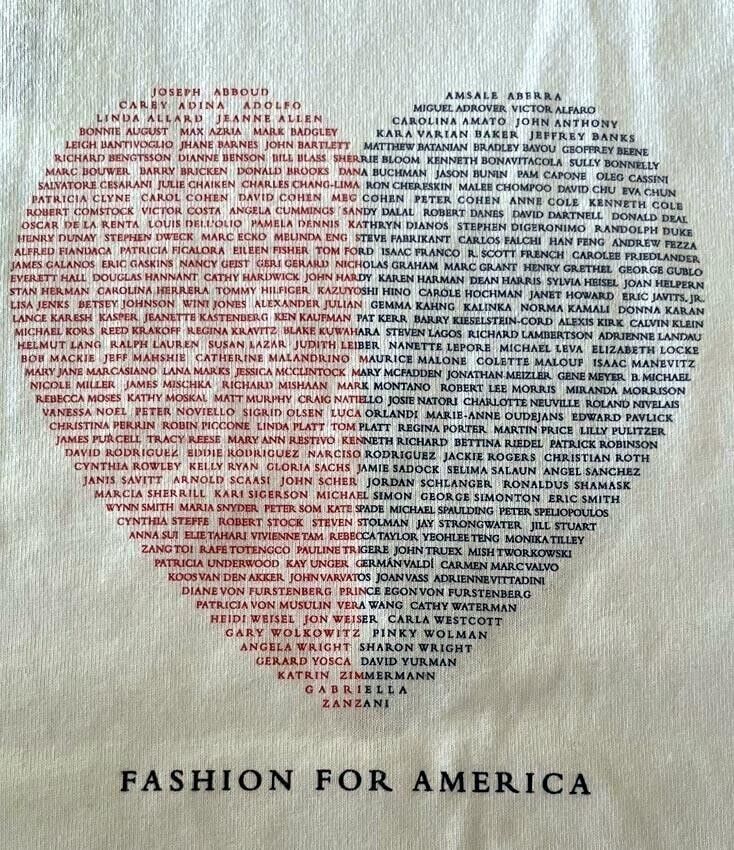 JOSEPH ABBOUD AMSALE ABERRA
CAREY ADINA ADOLFO MIGUEL ADROVER VICTOR ALFARO
LINDA ALLARD JEANNE ALLEN CAROLINA AMATO JOHN ANTHONY
BONNIE AUGUST MAX AZRIA MARK BADGLEY KARA VARIAN BAKER JEFFREY BANKS
LEIGH BANTIVOGLIO JHANE BARNES JOHN BARTLETT MATTHEW BATANIAN BRADLEY BAYOU GEOFFREY BEENE
RICHARD BENGTSSON DIANNE BENSON BILL BLASS SHERRIE BLOOM KENNETH BONAVITACOLA SULLY BONNELLY
MARC BOUWER BARRY BRICKEN DONALD BROOKS DANA BUCHMAN JASON BUNIN PAM CAPONE OLEG CASSINI
SALVATORE CESARANI JULIE CHAIKEN CHARLES CHANG-LIMA RON CHERESKIN MALEE CHOMPOO DAVID CHU EVA CHUN
PATRICIA CLYNE CAROL COHEN DAVID COHEN MEG COHEN PETER COHEN ANNE COLE KENNETH COLE
ROBERT COMSTOCK VICTOR COSTA ANGELA CUMMINGS SANDY DALAL ROBERT DANES DAVID DARTNELL DONALD DEAL
OSCAR DE LA RENTA LOUIS DELL'OLIO PAMELA DENNIS KATHRYN DIANOS STEPHEN DIGERONIMO RANDOLPH DUKE
HENRY DUNAY STEPHEN DWECK MARC ECKO MELINDA ENG STEVE FABRIKANT CARLOS FALCHI HAN FENG ANDREW FEZZA
ALFRED FIANDACA PATRICIA FICALORA EILEEN FISHER TOM FORD ISAAC FRANCO R. SCOTT FRENCH CAROLEE FRIEDLANDER
JAMES GALANOS ERIC GASKINS NANCY GEIST GERI GERARD NICHOLAS GRAHAM MARC GRANT HENRY GRETHEL GEORGE GUBLO
EVERETT HALL DOUGLAS HANNANT CATHY HARDWICK JOHN HARDY KAREN HARMAN DEAN HARRIS SYLVIA HEISEL JOAN HELPERN
STAN HERMAN CAROLINA HERRERA TOMMY HILFIGER KAZUYOSHI HINO CAROLE HOCHMAN JANET HOWARD ERIC JAVITS, JR.
LISA JENKS BETSEY JOHNSON WINI JONES ALEXANDER JULIAN GEMMA KAHNG KALINKA NORMA KAMALI DONNA KARAN
LANCE KARESH KASPER JEANETTE KASTENBERG KEN KAUFMAN PAT KERR BARRY KIESELSTEIN-CORD ALEXIS KIRK CALVIN KLEIN
MICHAEL KORS REED KRAKOFF REGINA KRAVITZ BLAKE KUWAHARA STEVEN LAGOS RICHARD LAMBERTSON ADRIENNE LANDAU
HELMUT LANG RALPH LAUREN SUSAN LAZAR JUDITH LEIBER NANETTE LEPORE MICHAEL LEVA ELIZABETH LOCKE
BOB MACKIE JEFF MAHSHIE CATHERINE MALANDRINO MAURICE MALONE COLETTE MALOUF ISAAC MANEVITZ
MARY JANE MARCASIANO LANA MARKS JESSICA MCCLINTOCK MARY MCFADDEN JONATHAN MEIZLER GENE MEYER B. MICHAEL
NICOLE MILLER JAMES MISCHKA RICHARD MISHAAN MARK MONTANO ROBERT LEE MORRIS MIRANDA MORRISON
REBECCA MOSES KATHY MOSKAL MATT MURPHY CRAIG NATIELLO JOSIE NATORI CHARLOTTE NEUVILLE ROLAND NIVELAIS
VANESSA NOEL PETER NOVIELLO SIGRID OLSEN LUCA ORLANDI MARIE-ANNE OUDEJANS EDWARD PAVLICK
CHRISTINA PERRIN ROBIN PICCONE LINDA PLATT TOM PLATT REGINA PORTER MARTIN PRICE LILLY PULITZER
JAMES PURCELL TRACY REESE MARY ANN RESTIVO KENNETH RICHARD BETTINA RIEDEL PATRICK ROBINSON
DAVID RODRIGUEZ EDDIE RODRIGUEZ NARCISO RODRIGUEZ JACKIE ROGERS CHRISTIAN ROTH
CYNTHIA ROWLEY KELLY RYAN GLORIA SACHS JAMIE SADOCK SELIMA SALAUN ANGEL SANCHEZ
JANIS SAVITT ARNOLD SCAASI JOHN SCHER JORDAN SCHLANGER RONALDUS SHAMASK
MARCIA SHERRILL KARI SIGERSON MICHAEL SIMON GEORGE SIMONTON ERIC SMITH
WYNN SMITH MARIA SNYDER PETER SOM KATE SPADE MICHAEL SPAULDING PETER SPELIOPOULOS
CYNTHIA STEFFE ROBERT STOCK STEVEN STOLMAN JAY STRONGWATER JILL STUART
ANNA SUI ELIE TAHARI VIVIENNE TAM REBECCA TAYLOR YEOHLEE TENG MONIKA TILLEY
ZANG TOI RAFE TOTENGCO PAULINE TRIGERE JOHN TRUEX MISH TWORKOWSKI
PATRICIA UNDERWOOD KAY UNGER GERMÁN VALDÍ CARMEN MARC VALVO
KOOS VAN DEN AKKER JOHN VARVATOS JOAN VASS ADRIENNE VITTADINI
DIANE VON FURSTENBERG PRINCE EGON VON FURSTENBERG
PATRICIA VON MUSULIN VERA WANG CATHY WATERMAN
HEIDI WEISEL JON WEISER CARLA WESTCOTT
GARY WOLKOWITZ PINKY WOLMAN
ANGELA WRIGHT SHARON WRIGHT
GERARD YOSCA DAVID YURMAN
KATRIN ZIMMERMANN
GABRIELLA
ZANZANI
FASHION FOR AMERICA